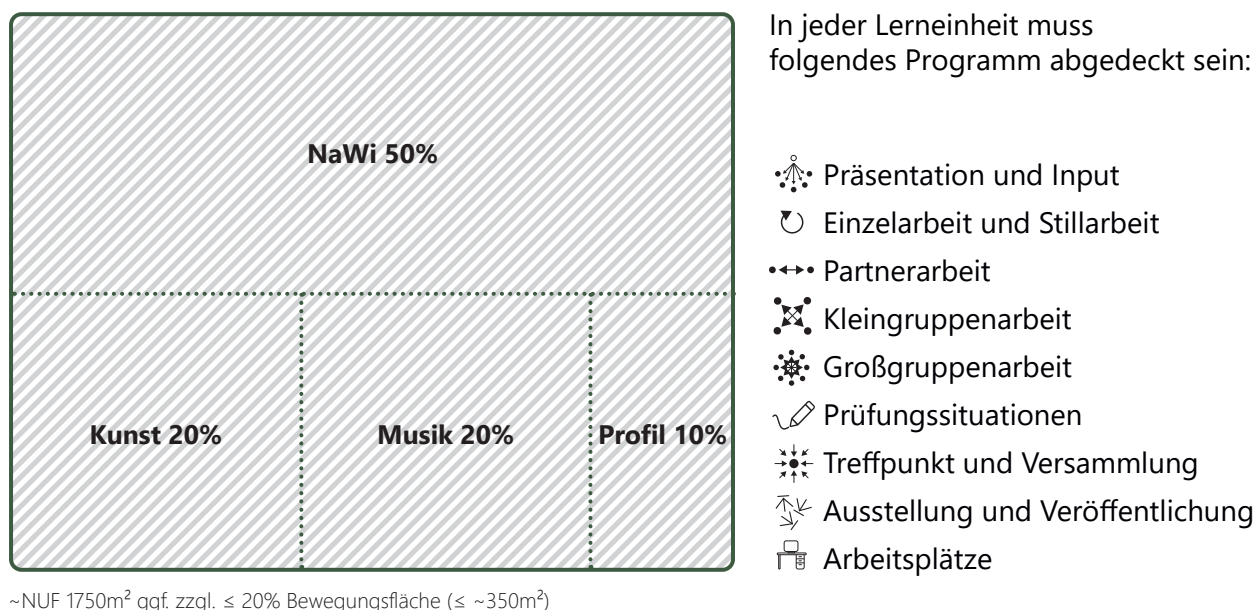 NaWi 50%
Kunst 20%
Musik 20%
Profil 10%
~NUF 1750m² ggf. zzgl. ≤ 20% Bewegungsfläche (≤ ~350m²)
In jeder Lerneinheit muss
folgendes Programm abgedeckt sein:
Präsentation und Input
Einzelarbeit und Stillarbeit
Partnerarbeit
Kleingruppenarbeit
Großgruppenarbeit
Prüfungssituationen
Treffpunkt und Versammlung
Ausstellung und Veröffentlichung
Arbeitsplätze